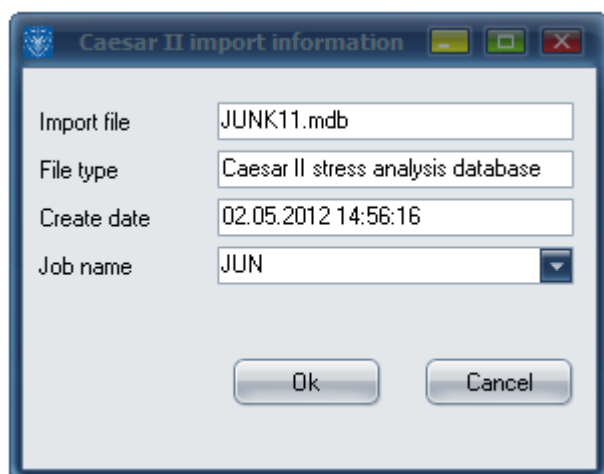 Caesar II import information
Import file JUNK11.mdb
File type Caesar II stress analysis database
Create date 02.05.2012 14:56:16
Job name JUN
Ok Cancel